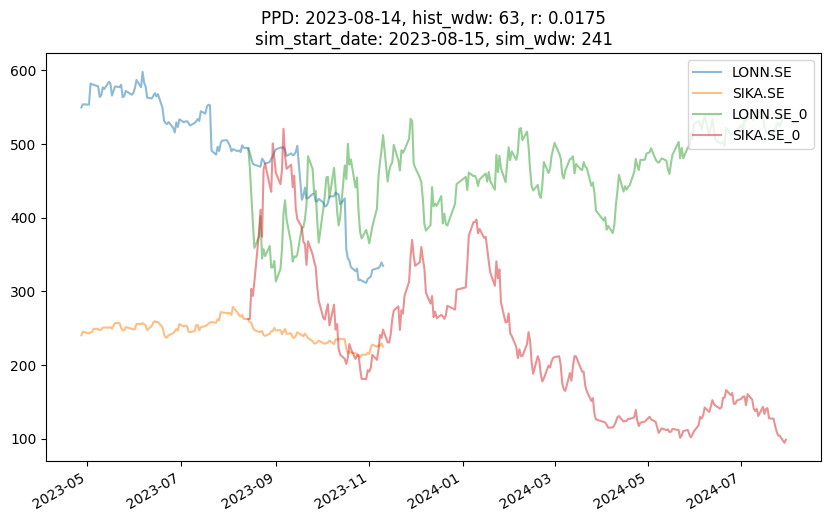 PPD: 2023-08-14, hist_wdw: 63, r: 0.0175
sim_start_date: 2023-08-15, sim_wdw: 241
LONN.SE
SIKA.SE
LONN.SE_0
SIKA.SE_0
600
500
400
300
200
100
2023-05
2023-07
2023-09
2023-11
2024-01
2024-03
2024-05
2024-07